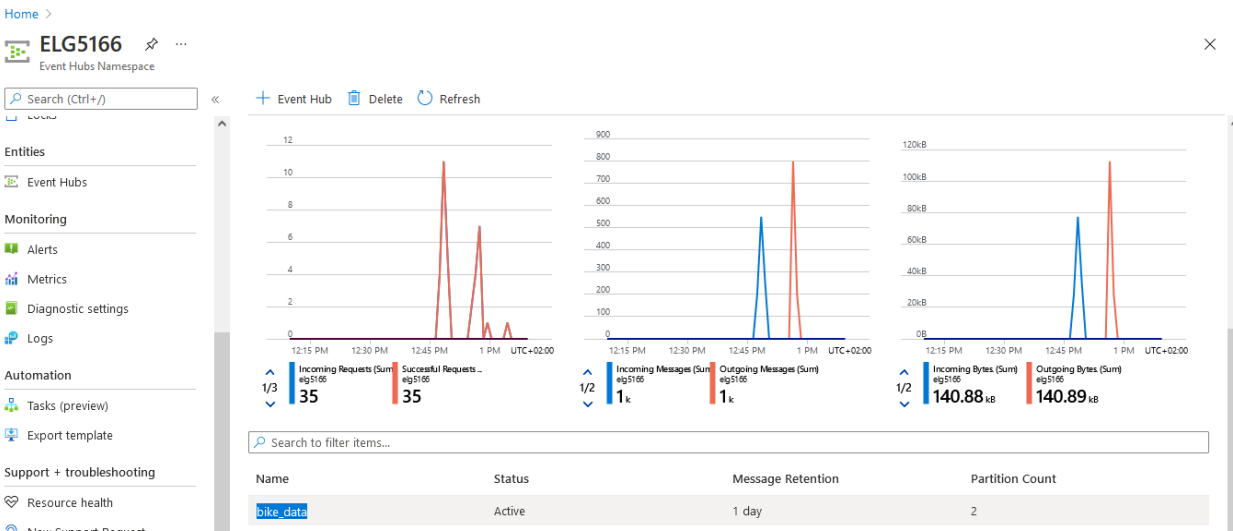 Home >
ELG5166
Event Hubs Namespace
Search (Ctrl+/)
«
+ Event Hub Delete Refresh
Locks
Entities
Event Hubs
Monitoring
Alerts
Metrics
Diagnostic settings
Logs
Automation
Tasks (preview)
Export template
Support + troubleshooting
Resource health
New Support Request
12
10
8
6
4
2
0
12:15 PM 12:30 PM 12:45 PM 1 PM UTC+02:00
1/3
Incoming Requests (Sum)
elg5166
35
Successful Requests ...
elg5166
35
900
800
700
600
500
400
300
200
100
0
12:15 PM 12:30 PM 12:45 PM 1 PM UTC+02:00
1/2
Incoming Messages (Sum)
elg5166
1 k
Outgoing Messages (Sum)
elg5166
1 k
120kB
100kB
80kB
60kB
40kB
20kB
0B
12:15 PM 12:30 PM 12:45 PM 1 PM UTC+02:00
1/2
Incoming Bytes. (Sum)
elg5166
140.88 kB
Outgoing Bytes. (Sum)
elg5166
140.89 kB
Search to filter items...
Name Status Message Retention Partition Count
bike_data Active 1 day 2